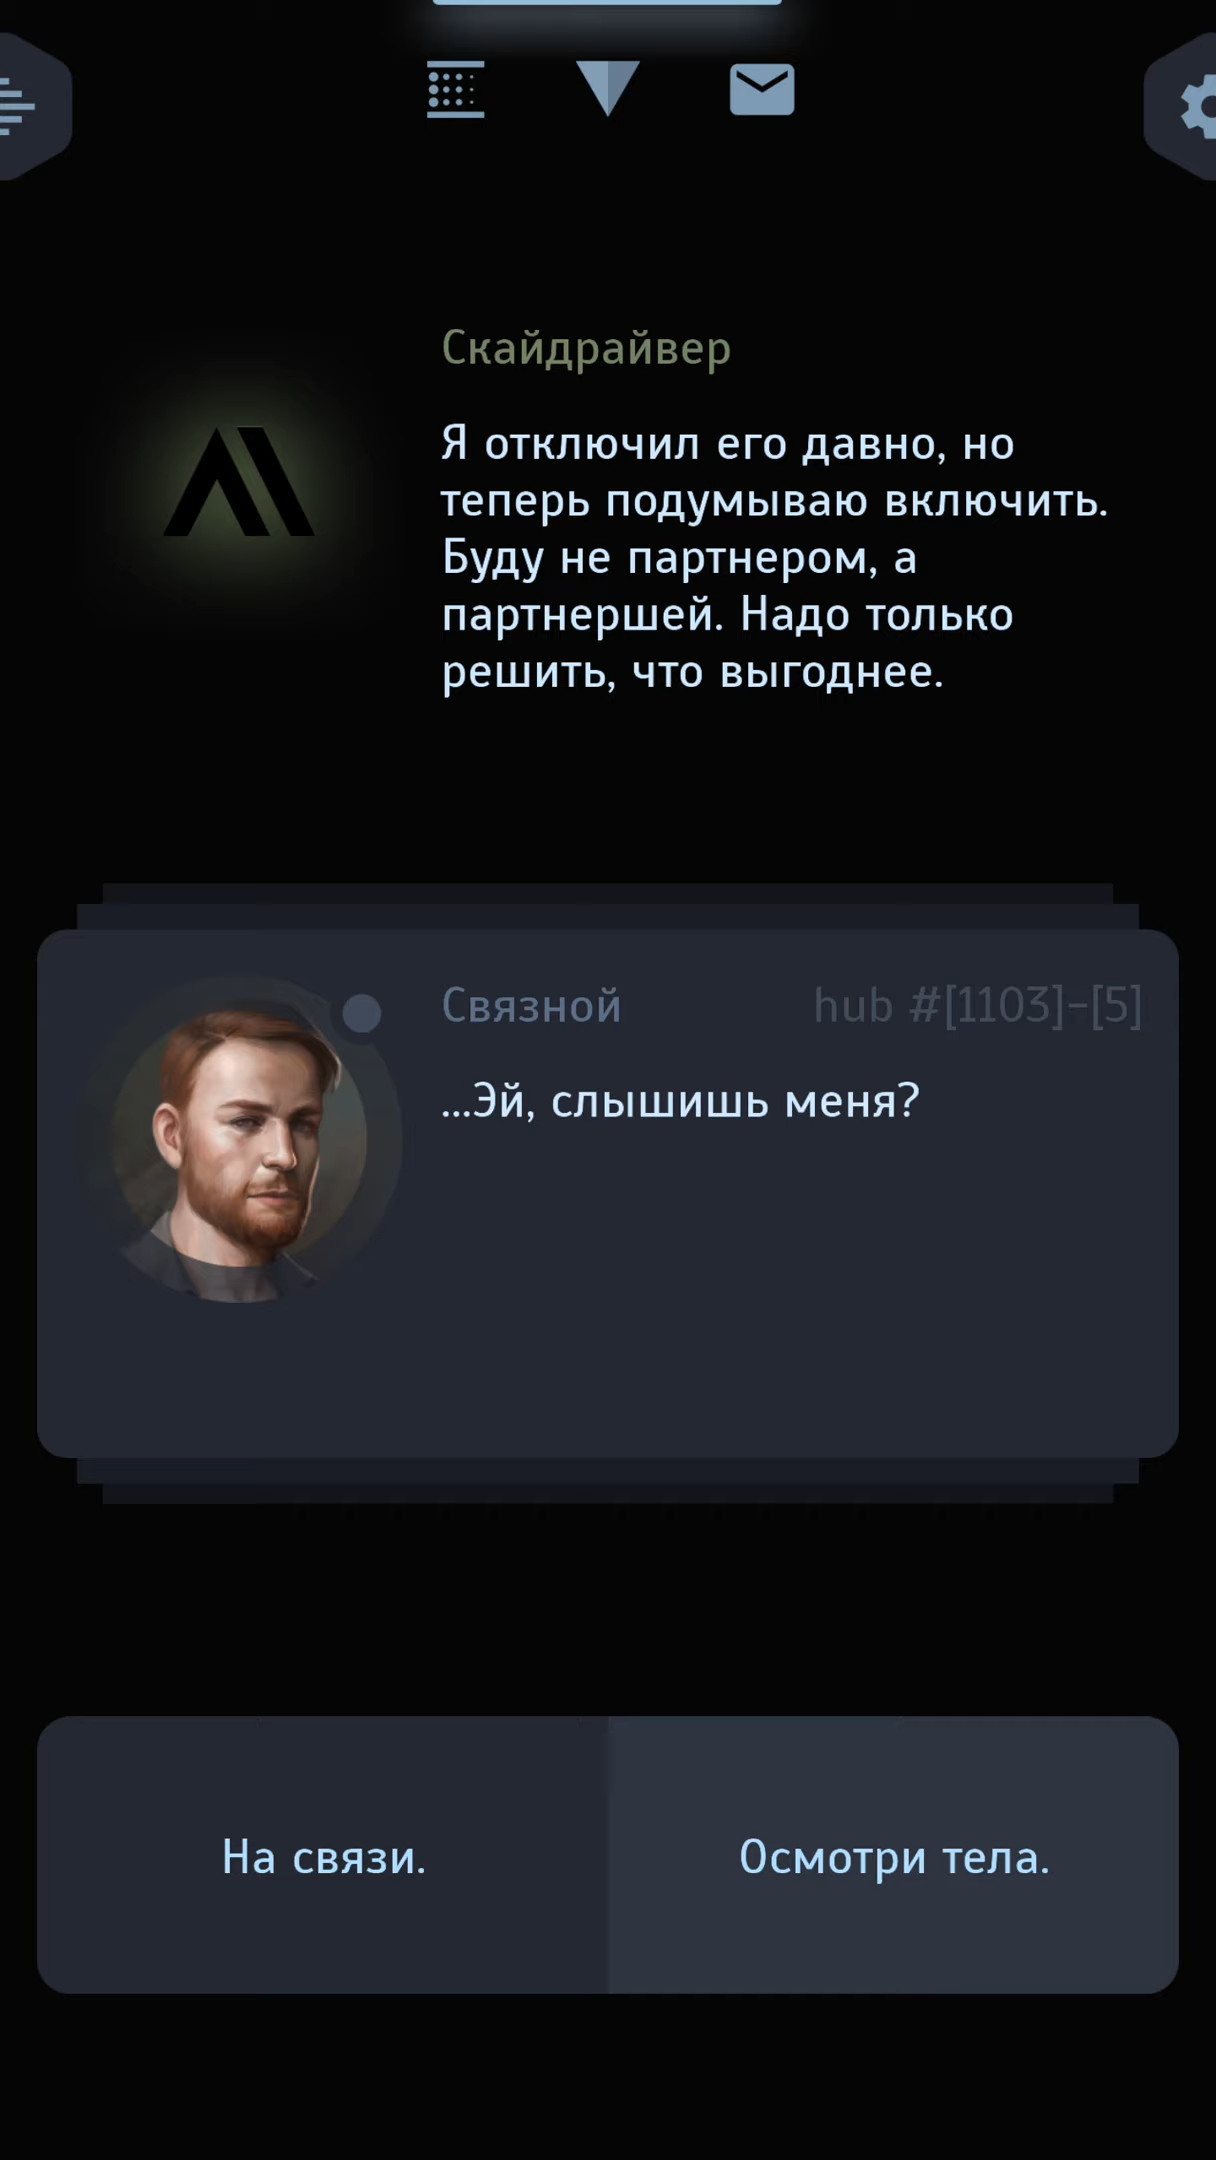 Скайдрайвер
Я отключил его давно, но
теперь подумываю включить.
Буду не партнером, а
партнершей. Надо только
решить, что выгоднее.
Связной
hub #[1103]-[5]
...Эй, слышишь меня?
На связи.
Осмотри тела.